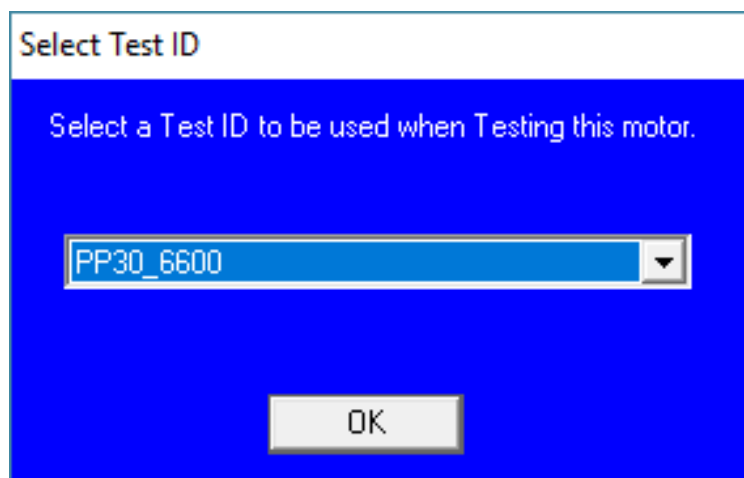 Select Test ID
Select a Test ID to be used when Testing this motor.
PP30_6600
OK